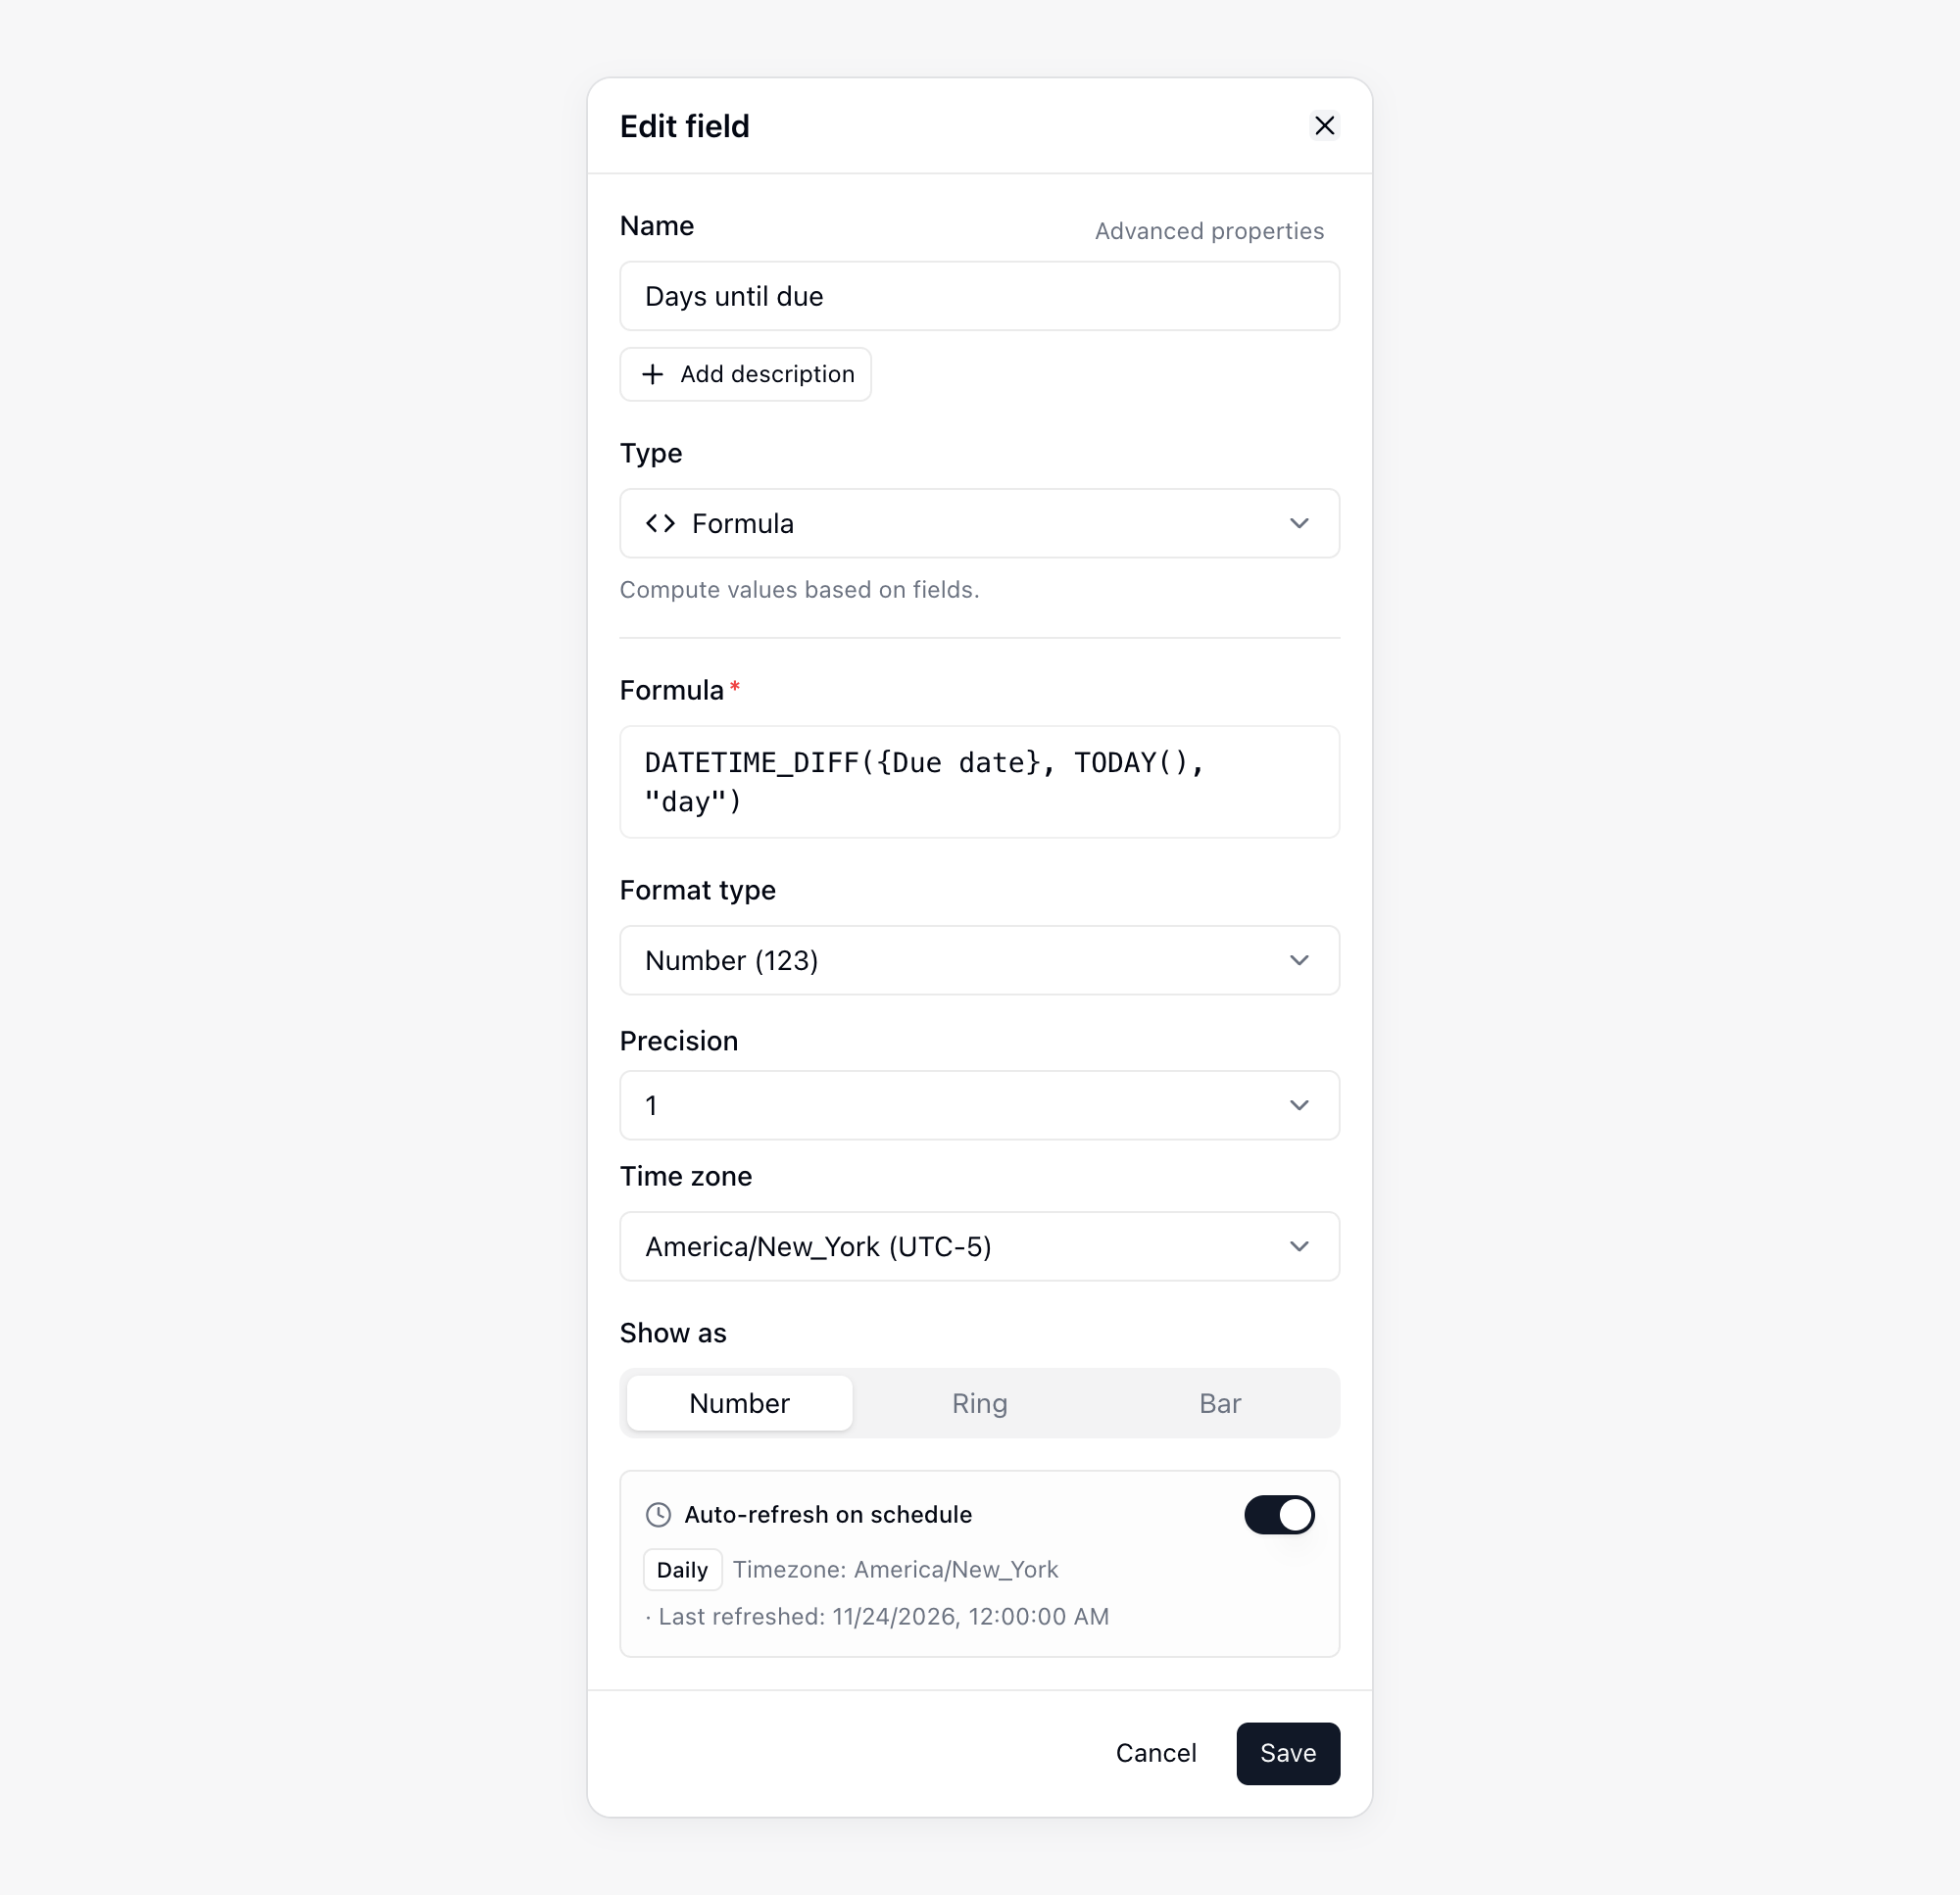 Edit field
Name
Advanced properties
Days until due
Add description
Type
Formula
Compute values based on fields.
Formula*
DATETIME_DIFF({Due date}, TODAY(),
"day")
Format type
Number (123)
Precision
1
Time zone
America/New_York (UTC-5)
Show as
Number
Ring
Bar
Auto-refresh on schedule
Daily
Timezone: America/New_York
· Last refreshed: 11/24/2026, 12:00:00 AM
Cancel
Save